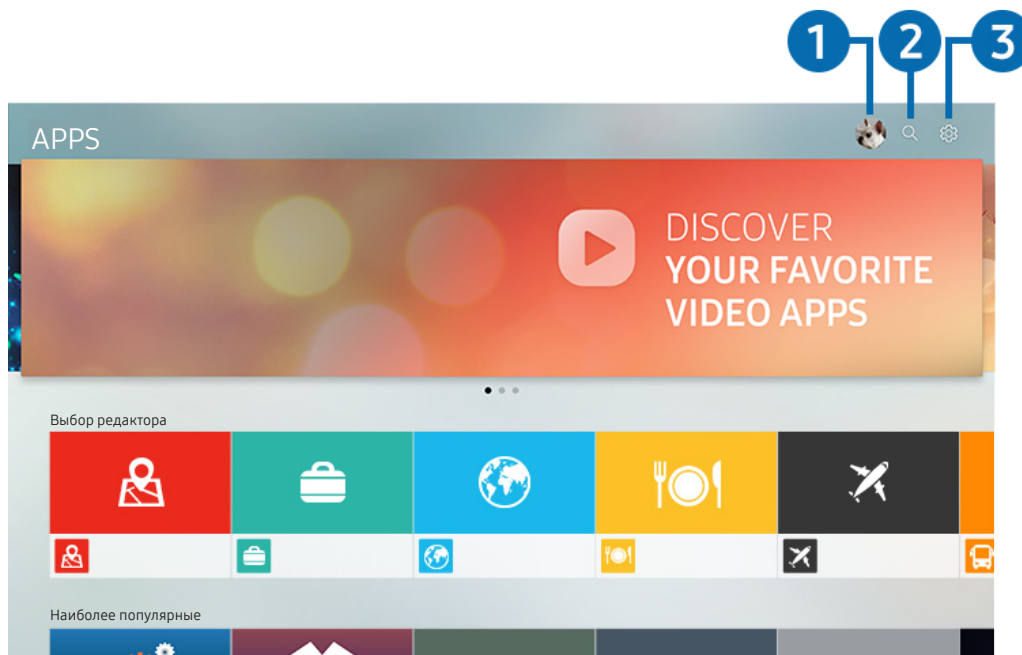 1 2 3
APPS
DISCOVER
YOUR FAVORITE
VIDEO APPS
Выбор редактора
Наиболее популярные